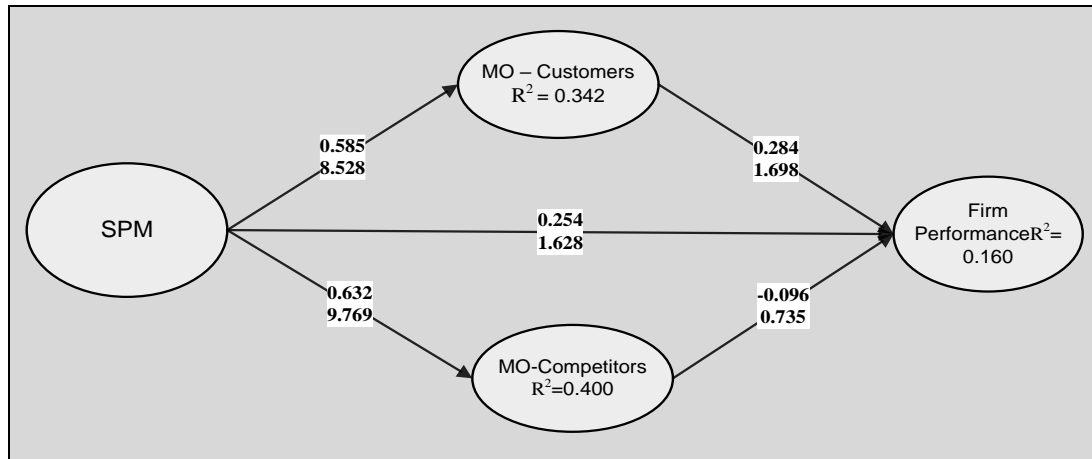 MO – Customers
R² = 0.342
0.585
8.528
0.284
1.698
SPM
0.254
1.628
Firm
PerformanceR²=
0.160
0.632
9.769
-0.096
0.735
MO-Competitors
R²=0.400